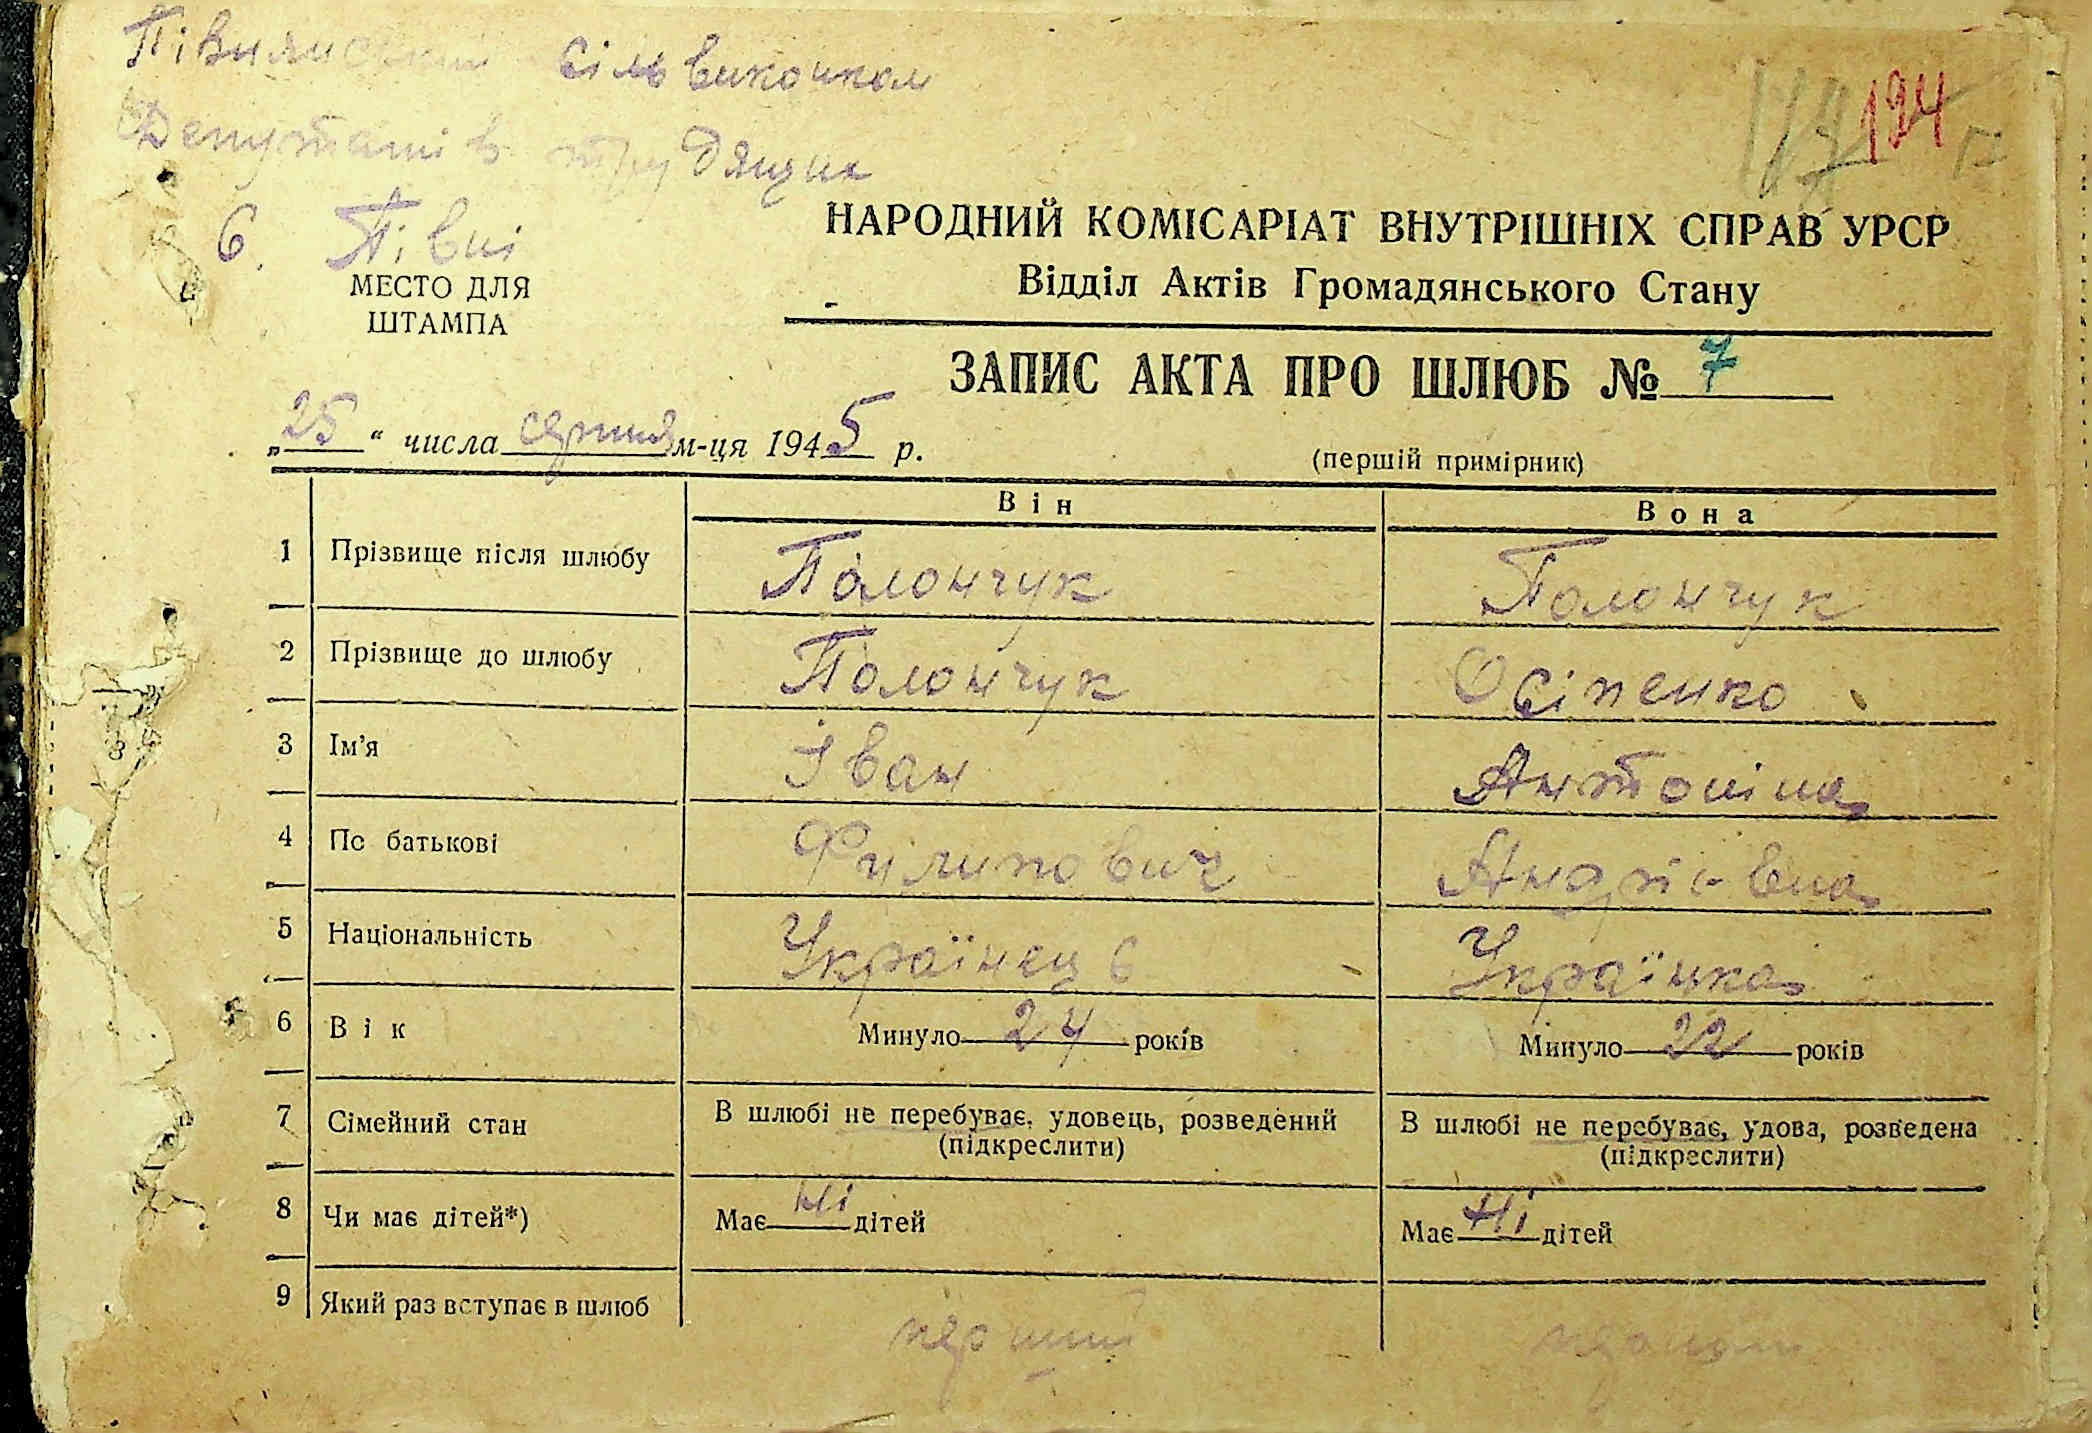 Півнянський сільвиконком
Депутатів трудящих
с. Півні
194
МЕСТО ДЛЯ
ШТАМПА
НАРОДНИЙ КОМІСАРІАТ ВНУТРІШНІХ СПРАВ УРСР
Відділ Актів Громадянського Стану
ЗАПИС АКТА ПРО ШЛЮБ № 7
„25“ числа серпня м-ця 1945 р.
(першій примірник)
Він Вона
1 Прізвище після шлюбу Полончук Полончук
2 Прізвище до шлюбу Полончук Осіпенко
3 Ім'я Іван Антоніна
4 По батькові Филипович Андріівна
5 Національність Українець Українка
6 Вік Минуло 24 років Минуло 22 років
7 Сімейний стан В шлюбі не перебуває, удовець, розведений В шлюбі не перебуває, удова, розведена
(підкреслити) (підкреслити)
8 Чи має дітей*) Має Ні дітей Має Ні дітей
9 Який раз вступає в шлюб перший перший